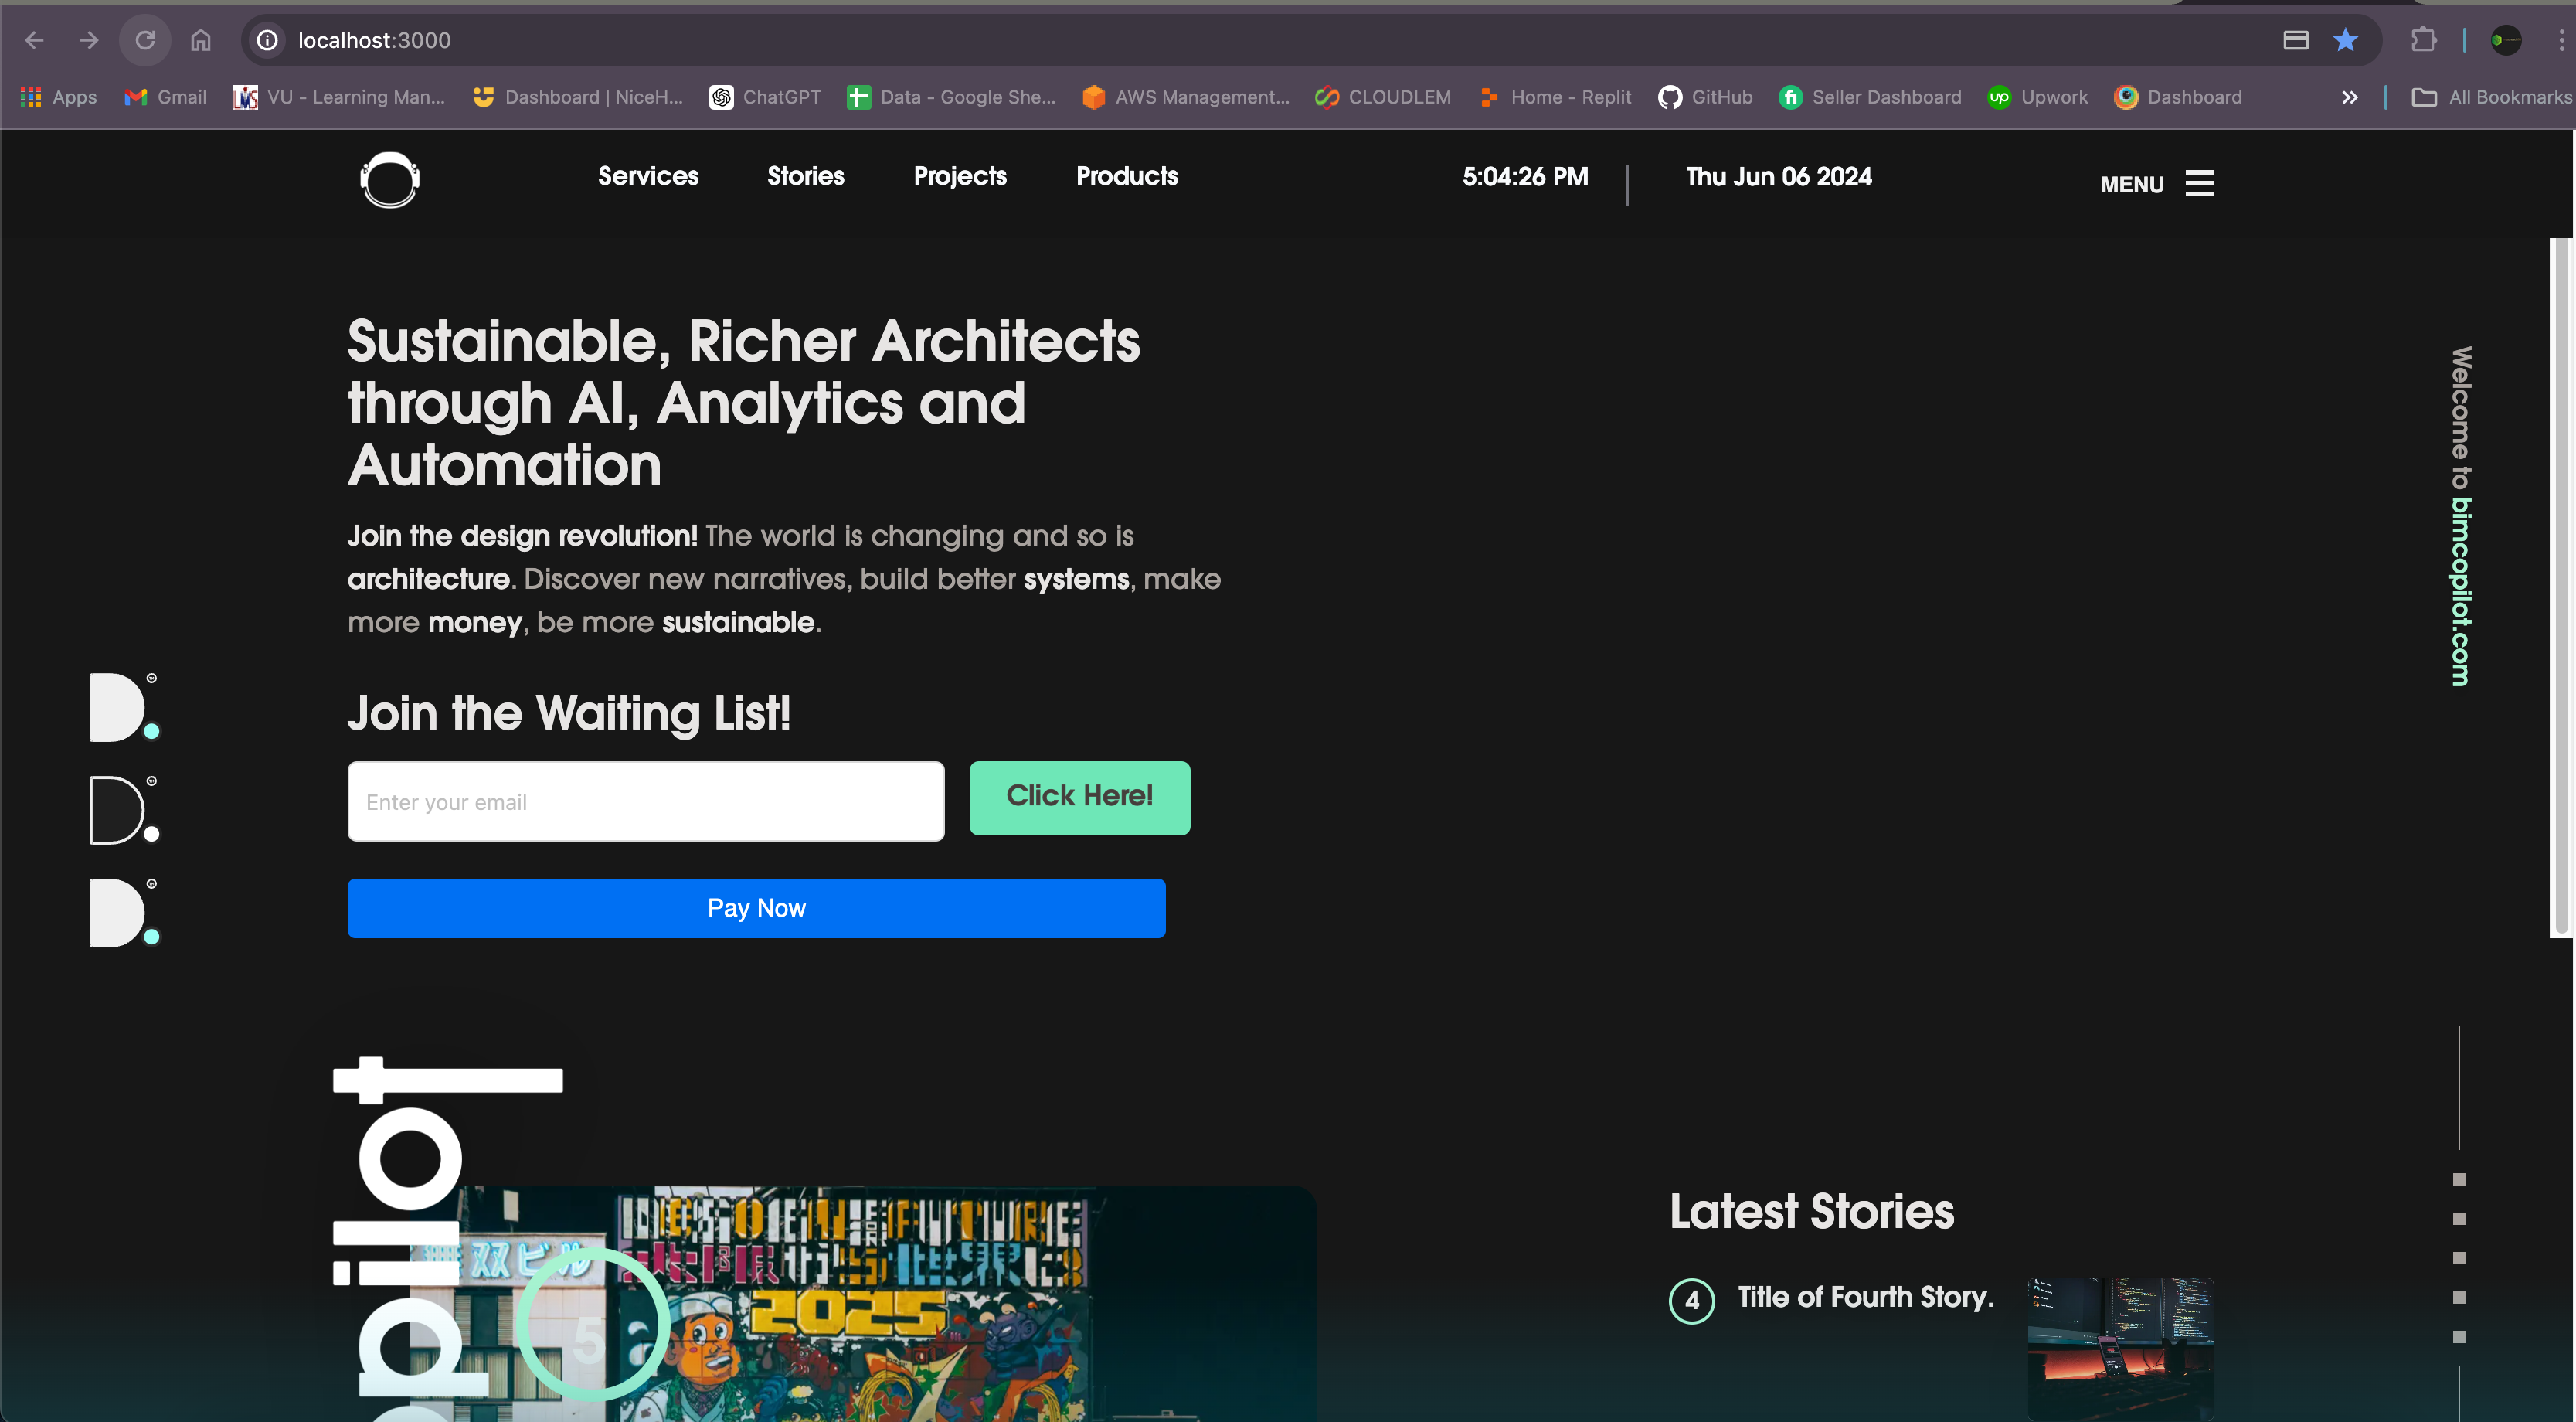 localhost:3000
Apps
Gmail
VU - Learning Man...
Dashboard | NiceH...
ChatGPT
Data - Google She...
AWS Management...
CLOUDLEM
Home - Replit
GitHub
Seller Dashboard
Upwork
Dashboard
All Bookmarks
Services
Stories
Projects
Products
5:04:26 PM
Thu Jun 06 2024
MENU
Sustainable, Richer Architects
through AI, Analytics and
Automation
Join the design revolution! The world is changing and so is
architecture. Discover new narratives, build better systems, make
more money, be more sustainable.
Welcome to bimcopilot.com
Join the Waiting List!
Enter your email
Click Here!
Pay Now
pilot
双ビル
2025
5
Latest Stories
4
Title of Fourth Story.